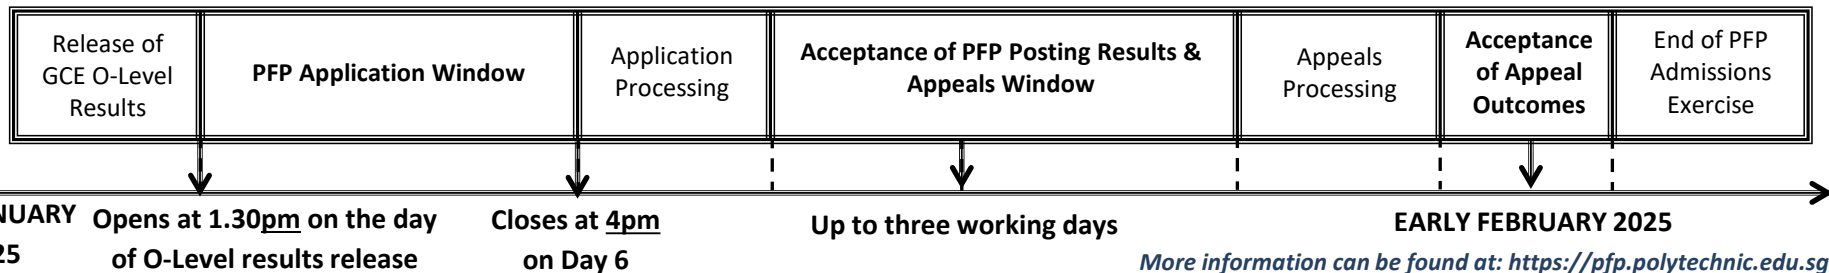 Release of
GCE O-Level
Results
PFP Application Window
Application
Processing
Acceptance of PFP Posting Results &
Appeals Window
Appeals
Processing
Acceptance
of Appeal
Outcomes
End of PFP
Admissions
Exercise
Opens at 1.30pm on the day
of O-Level results release
Closes at 4pm
on Day 6
Up to three working days
EARLY FEBRUARY 2025
More information can be found at: https://pfp.polytechnic.edu.sg